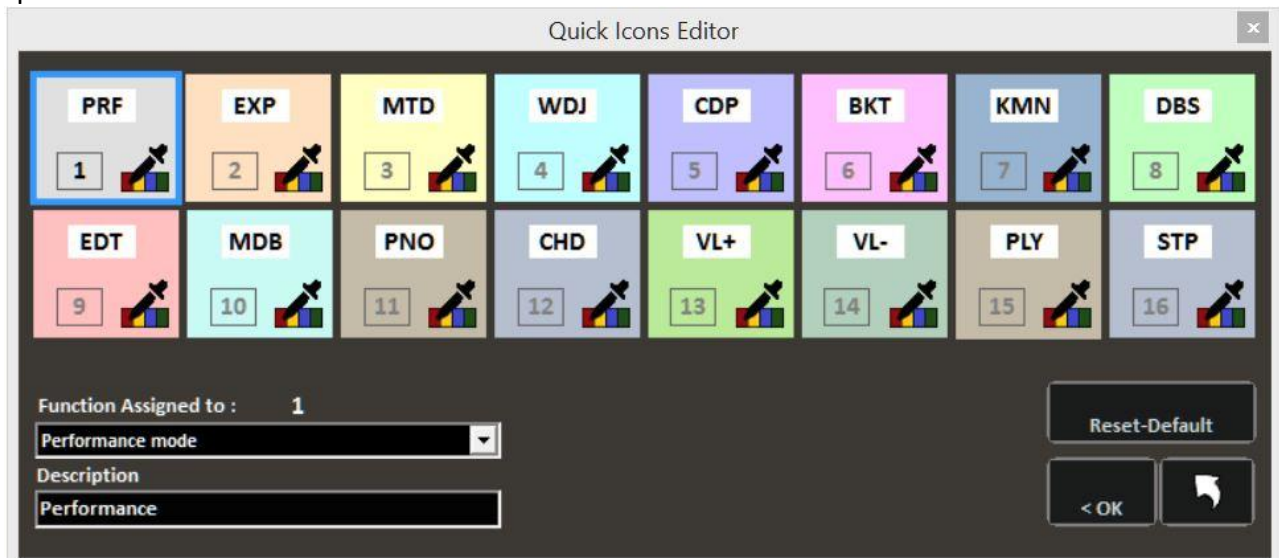 Quick Icons Editor
PRF EXP MTD WDJ CDP BKT KMN DBS
1 2 3 4 5 6 7 8
EDT MDB PNO CHD VL+ VL- PLY STP
9 10 11 12 13 14 15 16
Function Assigned to : 1
Performance mode
Reset-Default
Description
Performance
< OK